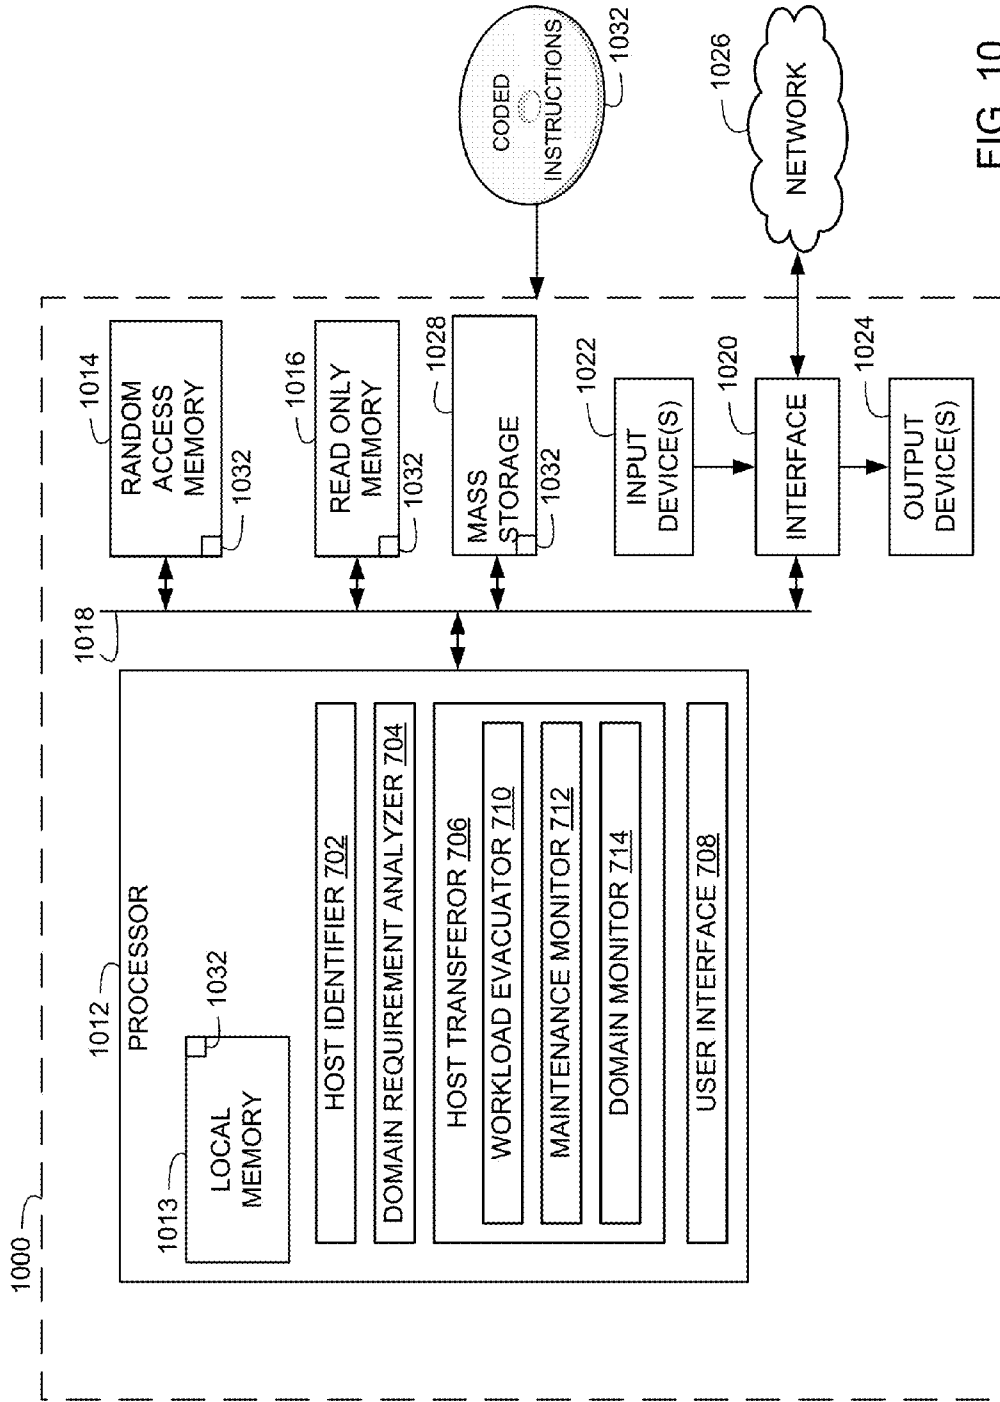 1000
1012
PROCESSOR
1013
LOCAL
MEMORY
1032
HOST IDENTIFIER 702
DOMAIN REQUIREMENT ANALYZER 704
HOST TRANSFEROR 706
WORKLOAD EVACUATOR 710
MAINTENANCE MONITOR 712
DOMAIN MONITOR 714
USER INTERFACE 708
1018
1014
RANDOM
ACCESS
MEMORY
1032
1016
READ ONLY
MEMORY
1032
1028
MASS
STORAGE
1032
1022
INPUT
DEVICE(S)
1020
INTERFACE
1024
OUTPUT
DEVICE(S)
CODED
INSTRUCTIONS
1032
1026
NETWORK
FIG. 10